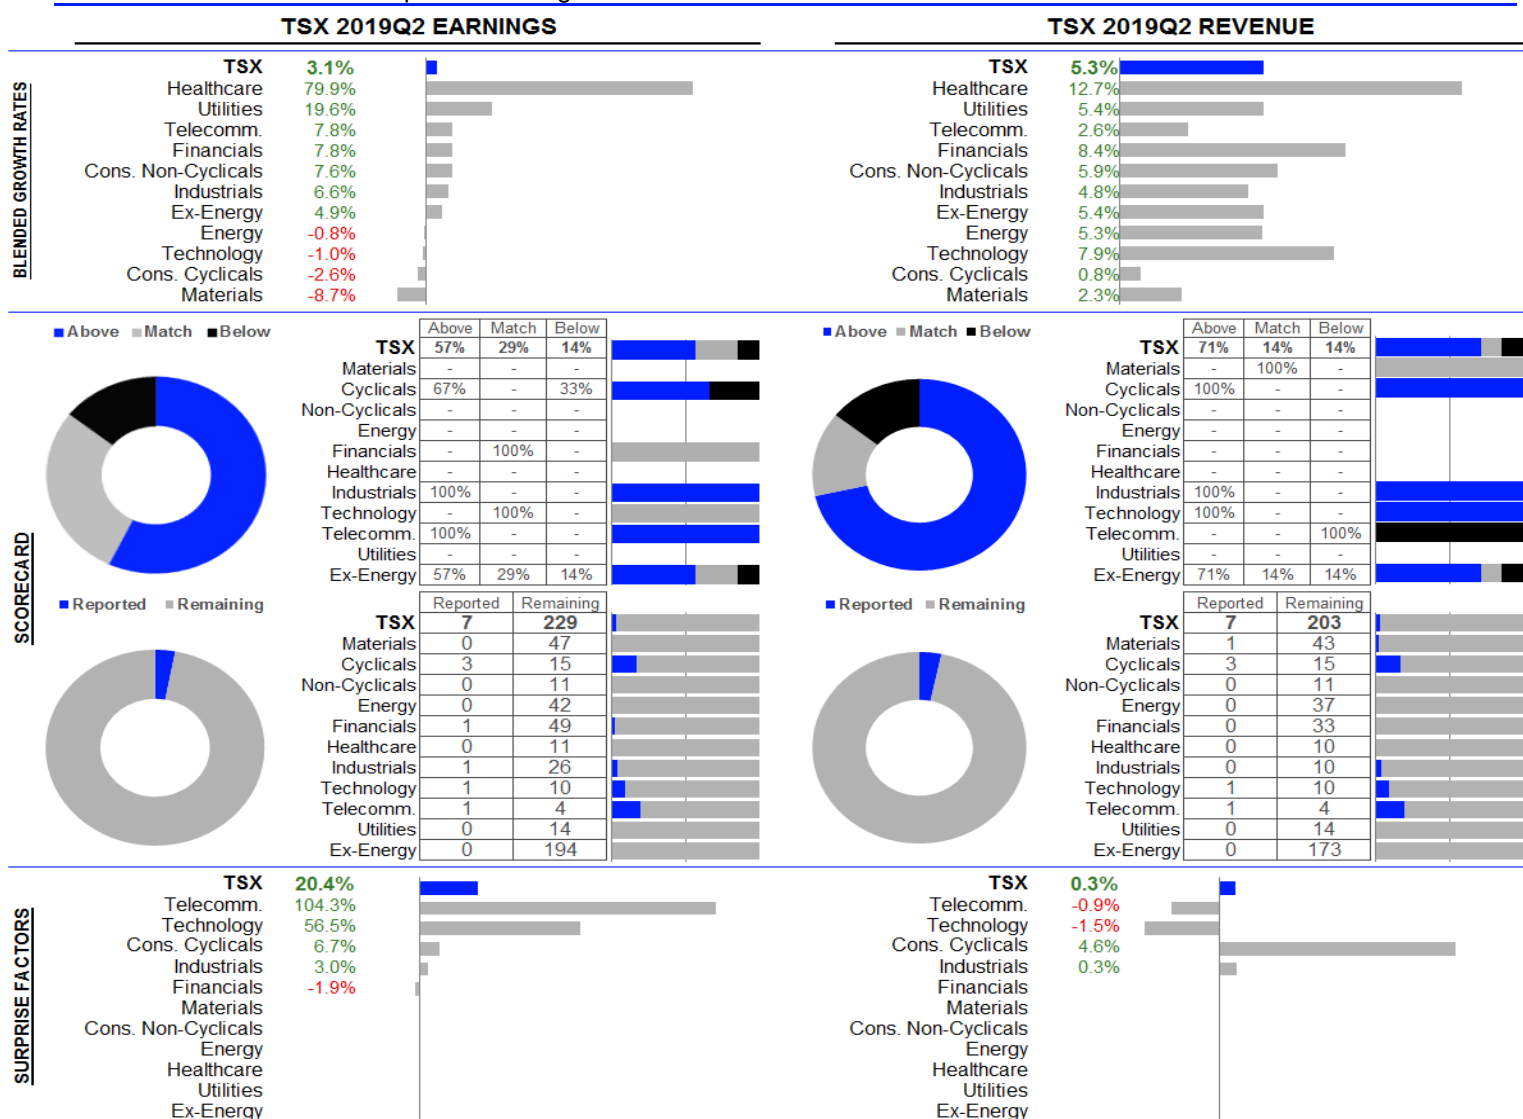 TSX 2019Q2 EARNINGS
BLENDED GROWTH RATES
TSX 3.1%
Healthcare 79.9%
Utilities 19.6%
Telecomm. 7.8%
Financials 7.8%
Cons. Non-Cyclicals 7.6%
Industrials 6.6%
Ex-Energy 4.9%
Energy -0.8%
Technology -1.0%
Cons. Cyclicals -2.6%
Materials -8.7%
TSX 2019Q2 REVENUE
TSX 5.3%
Healthcare 12.7%
Utilities 5.4%
Telecomm. 2.6%
Financials 8.4%
Cons. Non-Cyclicals 5.9%
Industrials 4.8%
Ex-Energy 5.4%
Energy 5.3%
Technology 7.9%
Cons. Cyclicals 0.8%
Materials 2.3%
SCORECARD
Above Match Below
Above Match Below
TSX 57% 29% 14%
Materials - - -
Cyclicals 67% - 33%
Non-Cyclicals - - -
Energy - - -
Financials - 100% -
Healthcare - - -
Industrials 100% - -
Technology - 100% -
Telecomm. 100% - -
Utilities - - -
Ex-Energy 57% 29% 14%
Above Match Below
Above Match Below
TSX 71% 14% 14%
Materials - 100% -
Cyclicals 100% - -
Non-Cyclicals - - -
Energy - - -
Financials - - -
Healthcare - - -
Industrials 100% - -
Technology 100% - -
Telecomm. - - 100%
Utilities - - -
Ex-Energy 71% 14% 14%
Reported Remaining
Reported Remaining
TSX 7 229
Materials 0 47
Cyclicals 3 15
Non-Cyclicals 0 11
Energy 0 42
Financials 1 49
Healthcare 0 11
Industrials 1 26
Technology 1 10
Telecomm. 1 4
Utilities 0 14
Ex-Energy 0 194
Reported Remaining
Reported Remaining
TSX 7 203
Materials 1 43
Cyclicals 3 15
Non-Cyclicals 0 11
Energy 0 37
Financials 0 33
Healthcare 0 10
Industrials 0 10
Technology 1 10
Telecomm. 1 4
Utilities 0 14
Ex-Energy 0 173
SURPRISE FACTORS
TSX 20.4%
Telecomm. 104.3%
Technology 56.5%
Cons. Cyclicals 6.7%
Industrials 3.0%
Financials -1.9%
Materials
Cons. Non-Cyclicals
Energy
Healthcare
Utilities
Ex-Energy
TSX 0.3%
Telecomm. -0.9%
Technology -1.5%
Cons. Cyclicals 4.6%
Industrials 0.3%
Financials
Materials
Cons. Non-Cyclicals
Energy
Healthcare
Utilities
Ex-Energy